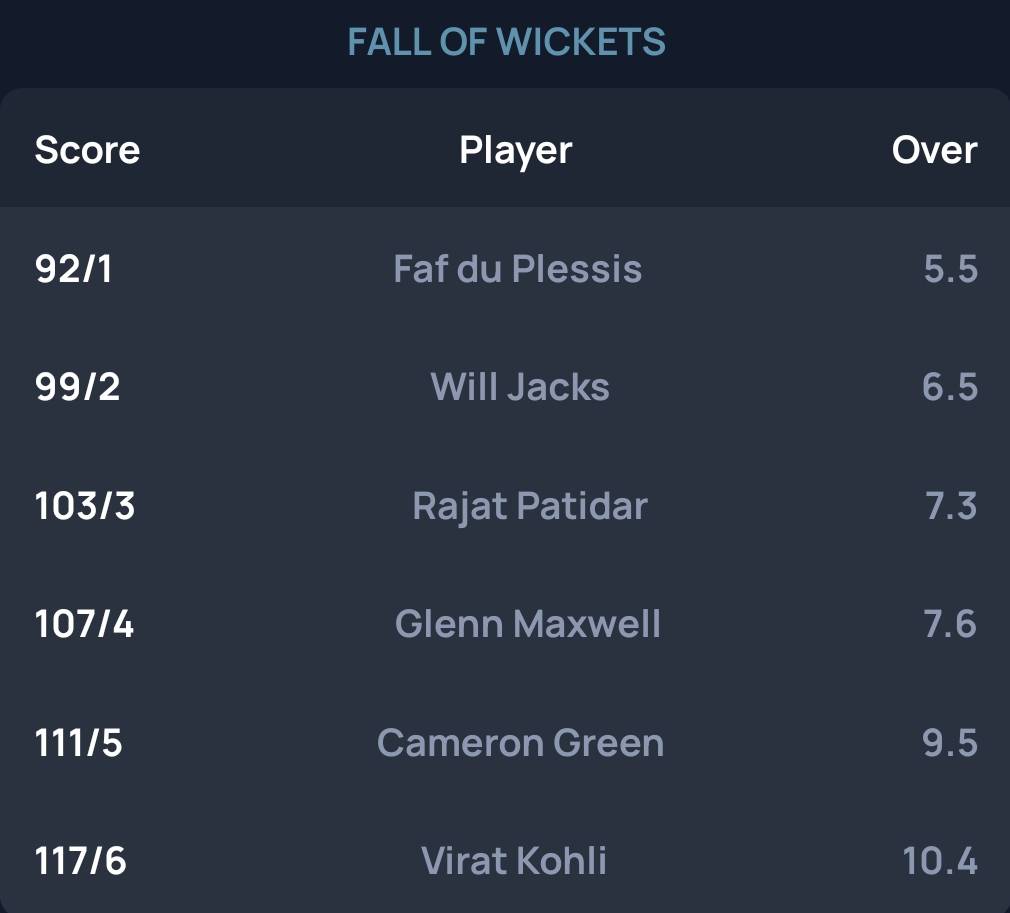 FALL OF WICKETS
Score Player Over
92/1 Faf du Plessis 5.5
99/2 Will Jacks 6.5
103/3 Rajat Patidar 7.3
107/4 Glenn Maxwell 7.6
111/5 Cameron Green 9.5
117/6 Virat Kohli 10.4